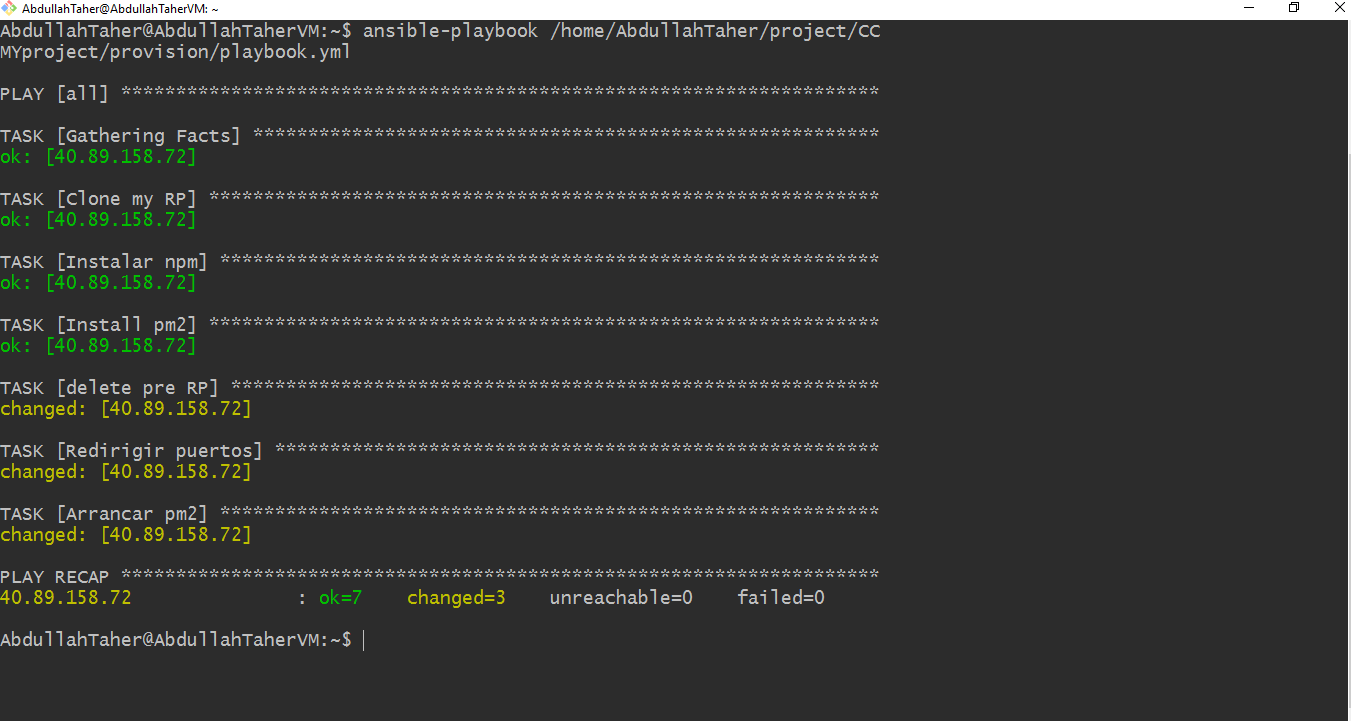 AbdullahTaher@AbdullahTaherVM: ~
AbdullahTaher@AbdullahTaherVM:~$ ansible-playbook /home/AbdullahTaher/project/CC
MYproject/provision/playbook.yml
PLAY [all] *********************************************************************
TASK [Gathering Facts] *********************************************************
ok: [40.89.158.72]
TASK [Clone my RP] *************************************************************
ok: [40.89.158.72]
TASK [Instalar npm] ************************************************************
ok: [40.89.158.72]
TASK [Install pm2] *************************************************************
ok: [40.89.158.72]
TASK [delete pre RP] ***********************************************************
changed: [40.89.158.72]
TASK [Redirigir puertos] *******************************************************
changed: [40.89.158.72]
TASK [Arrancar pm2] ************************************************************
changed: [40.89.158.72]
PLAY RECAP *********************************************************************
40.89.158.72               : ok=7    changed=3    unreachable=0    failed=0
AbdullahTaher@AbdullahTaherVM:~$